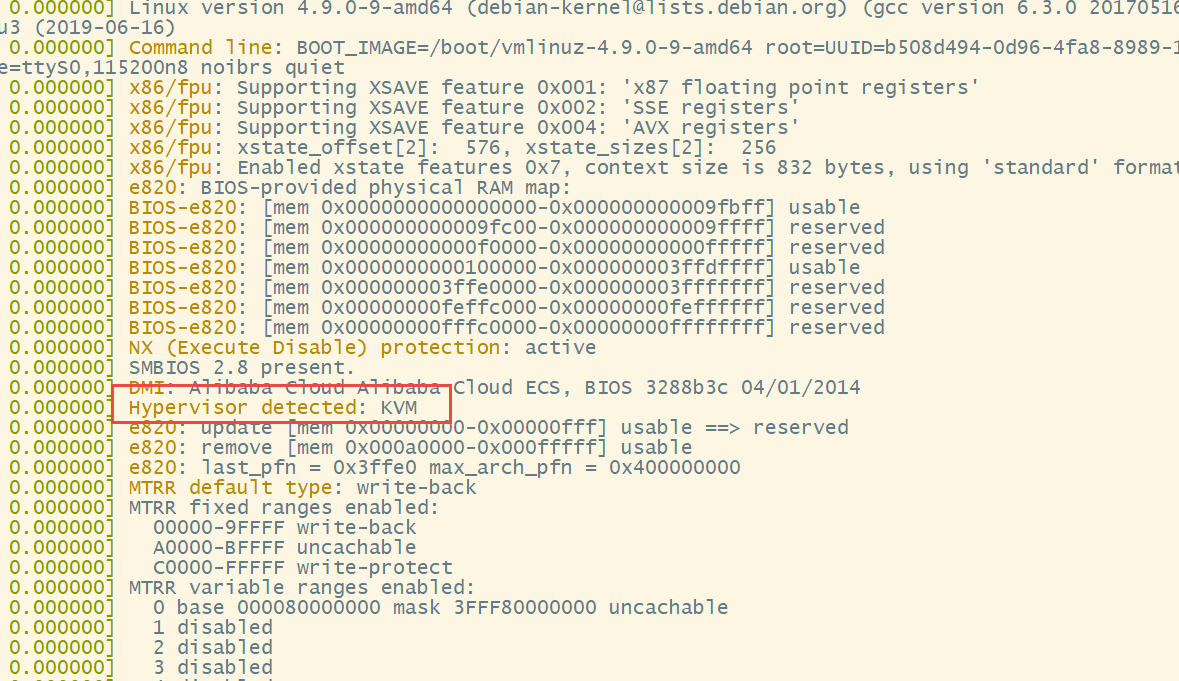 0.000000] Linux version 4.9.0-9-amd64 (debian-kernel@lists.debian.org) (gcc version 6.3.0 20170516
u3 (2019-06-16)
0.000000] Command line: BOOT_IMAGE=/boot/vmlinuz-4.9.0-9-amd64 root=UUID=b508d494-0d96-4fa8-8989-1
e=ttyS0,115200n8 noibrs quiet
0.000000] x86/fpu: Supporting XSAVE feature 0x001: 'x87 floating point registers'
0.000000] x86/fpu: Supporting XSAVE feature 0x002: 'SSE registers'
0.000000] x86/fpu: Supporting XSAVE feature 0x004: 'AVX registers'
0.000000] x86/fpu: xstate_offset[2]:  576, xstate_sizes[2]:  256
0.000000] x86/fpu: Enabled xstate features 0x7, context size is 832 bytes, using 'standard' format
0.000000] e820: BIOS-provided physical RAM map:
0.000000] BIOS-e820: [mem 0x0000000000000000-0x000000000009fbff] usable
0.000000] BIOS-e820: [mem 0x000000000009fc00-0x000000000009ffff] reserved
0.000000] BIOS-e820: [mem 0x00000000000f0000-0x00000000000fffff] reserved
0.000000] BIOS-e820: [mem 0x0000000000100000-0x000000003ffdffff] usable
0.000000] BIOS-e820: [mem 0x000000003ffe0000-0x000000003fffffff] reserved
0.000000] BIOS-e820: [mem 0x00000000feffc000-0x00000000feffffff] reserved
0.000000] BIOS-e820: [mem 0x00000000fffc0000-0x00000000ffffffff] reserved
0.000000] NX (Execute Disable) protection: active
0.000000] SMBIOS 2.8 present.
0.000000] DMI: Alibaba Cloud Alibaba Cloud ECS, BIOS 3288b3c 04/01/2014
0.000000] Hypervisor detected: KVM
0.000000] e820: update [mem 0x00000000-0x00000fff] usable ==> reserved
0.000000] e820: remove [mem 0x000a0000-0x000fffff] usable
0.000000] e820: last_pfn = 0x3ffe0 max_arch_pfn = 0x400000000
0.000000] MTRR default type: write-back
0.000000] MTRR fixed ranges enabled:
0.000000]   00000-9FFFF write-back
0.000000]   A0000-BFFFF uncachable
0.000000]   C0000-FFFFF write-protect
0.000000] MTRR variable ranges enabled:
0.000000]   0 base 000080000000 mask 3FFF80000000 uncachable
0.000000]   1 disabled
0.000000]   2 disabled
0.000000]   3 disabled